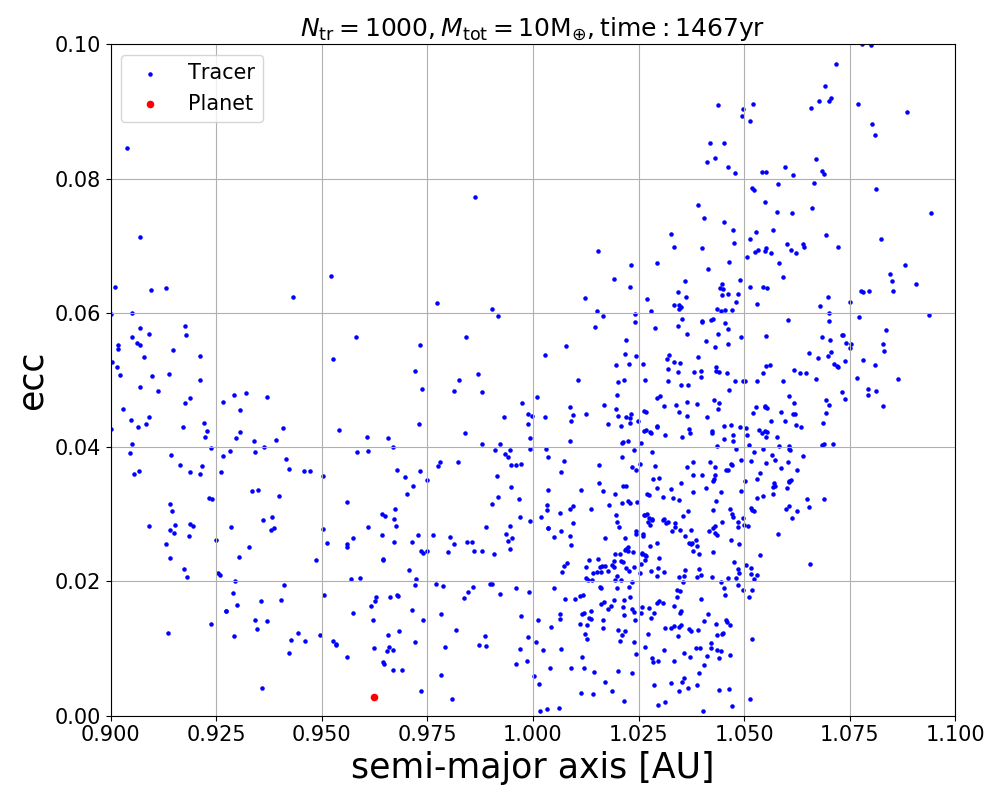 N_tr = 1000, M_tot = 10M_⊕, time : 1467yr
Tracer
Planet
ecc
0.10
0.08
0.06
0.04
0.02
0.00
0.900 0.925 0.950 0.975 1.000 1.025 1.050 1.075 1.100
semi-major axis [AU]